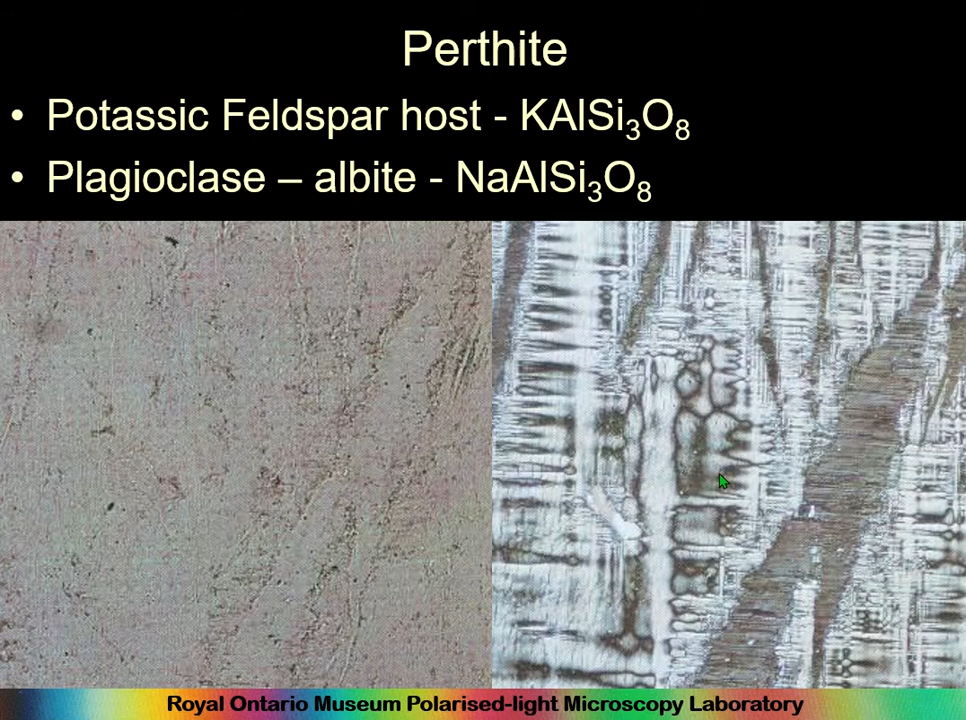 Perthite
• Potassic Feldspar host - KAlSi₃O₈
• Plagioclase – albite - NaAlSi₃O₈
Royal Ontario Museum Polarised-light Microscopy Laboratory